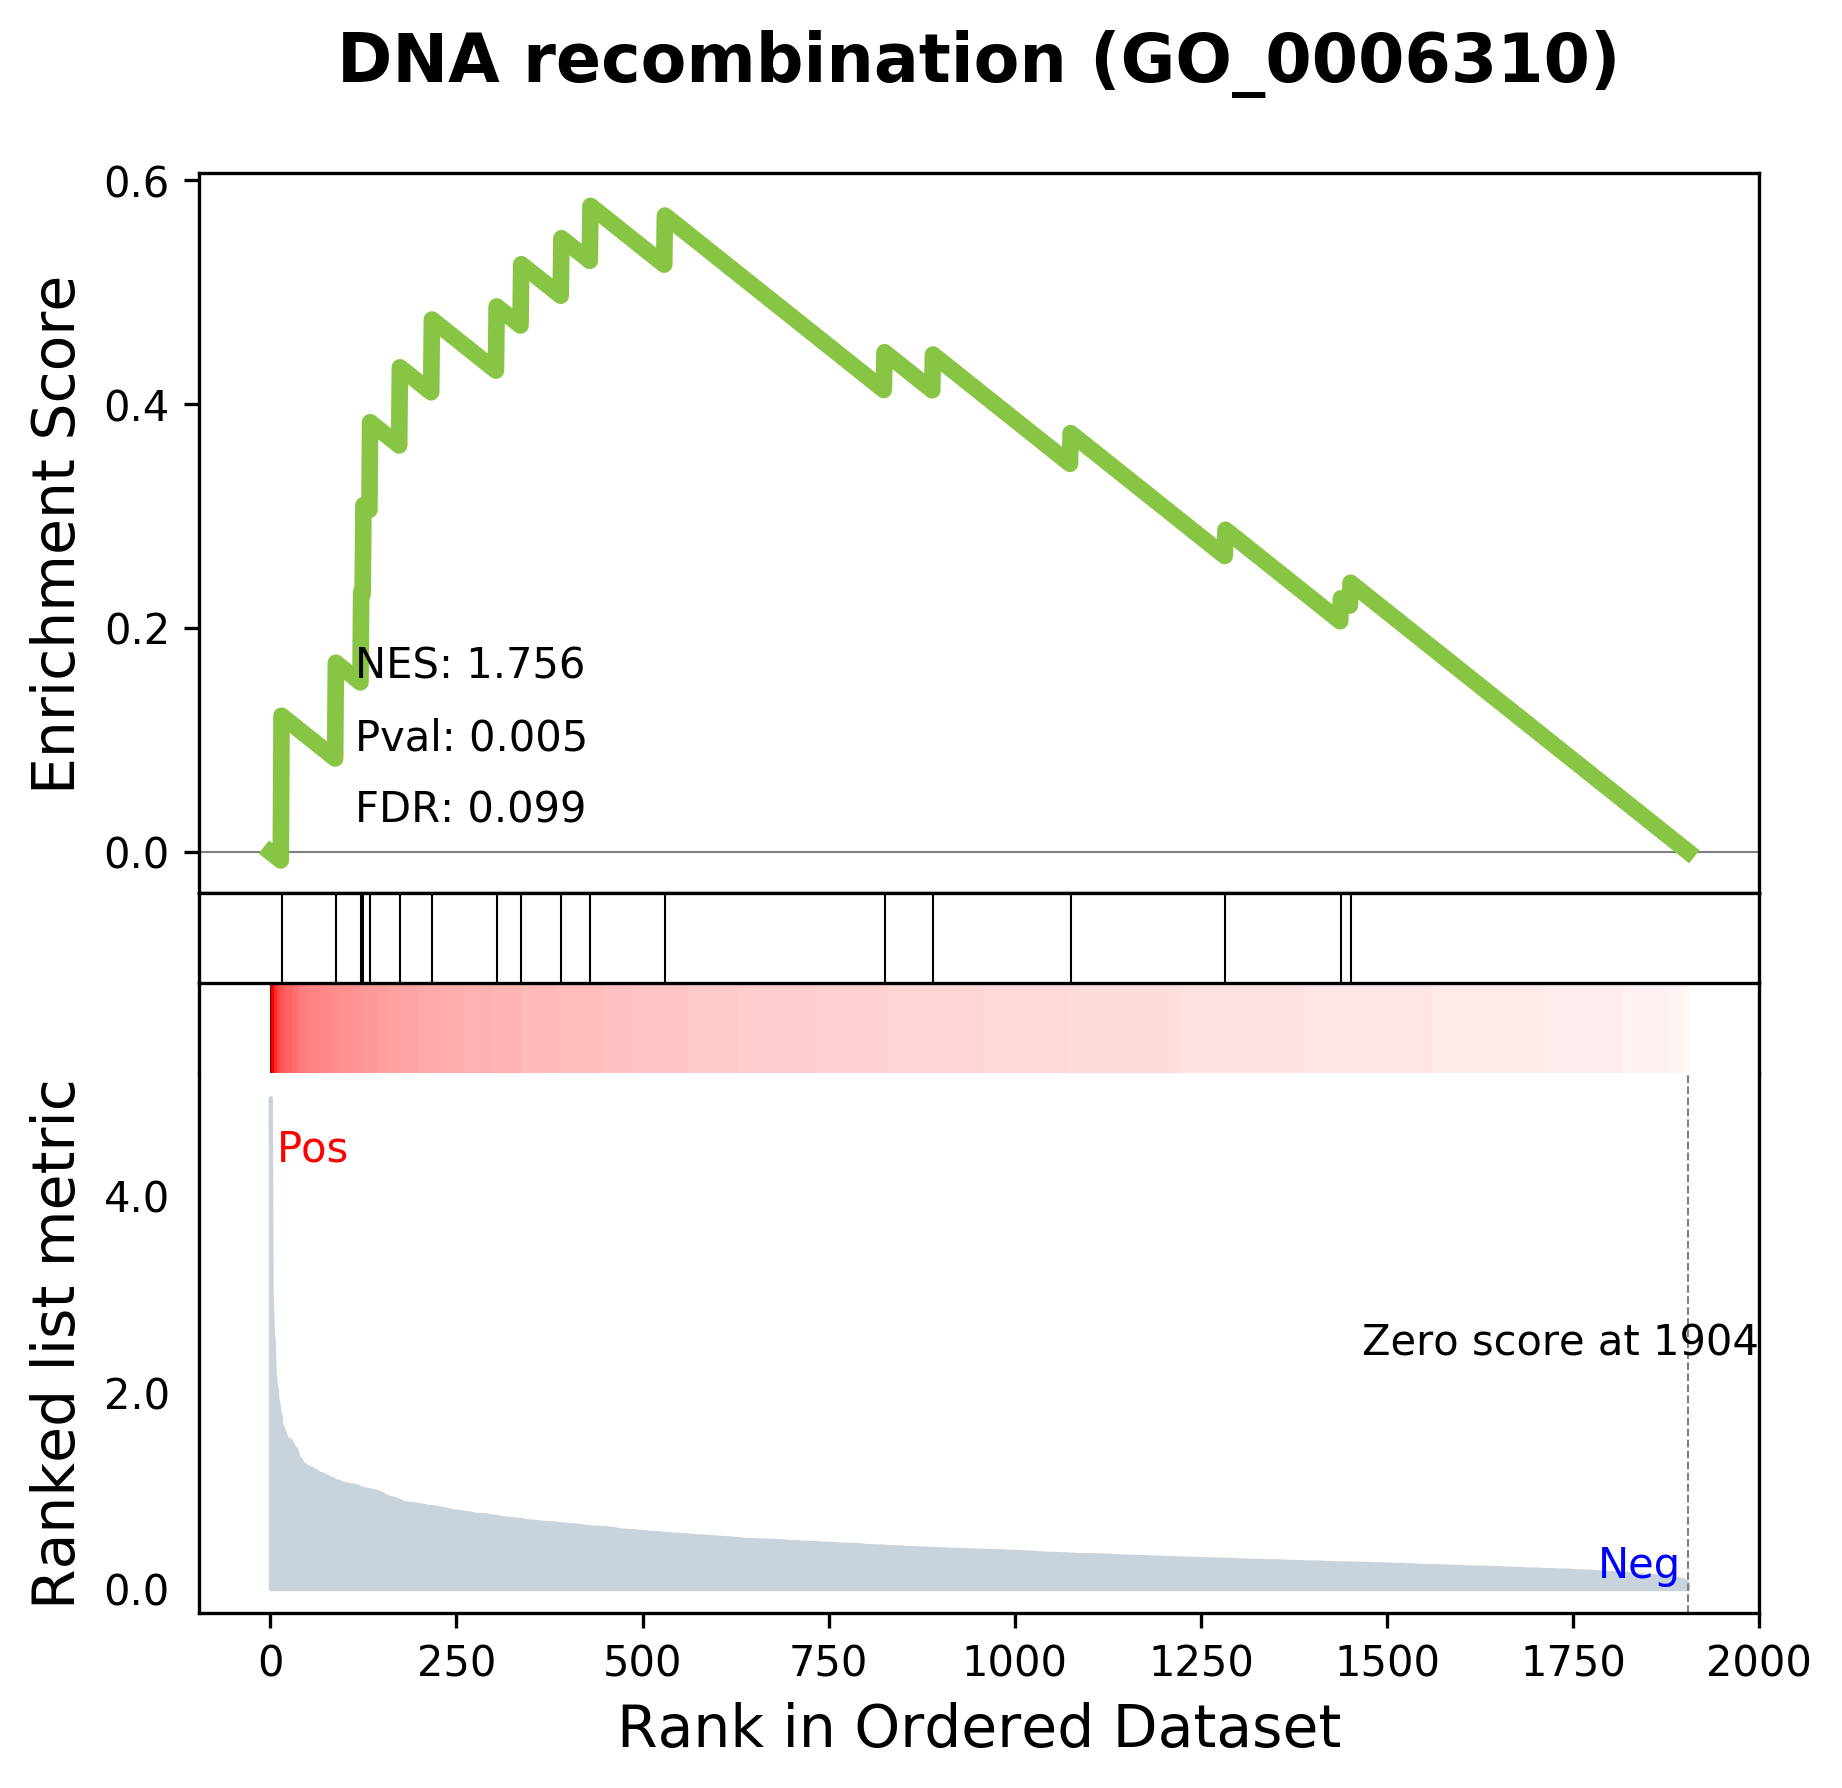 DNA recombination (GO_0006310)
Enrichment Score
0.6
0.4
0.2
0.0
NES: 1.756
Pval: 0.005
FDR: 0.099
Ranked list metric
Pos
4.0
2.0
0.0
Zero score at 1904
Neg
0 250 500 750 1000 1250 1500 1750 2000
Rank in Ordered Dataset